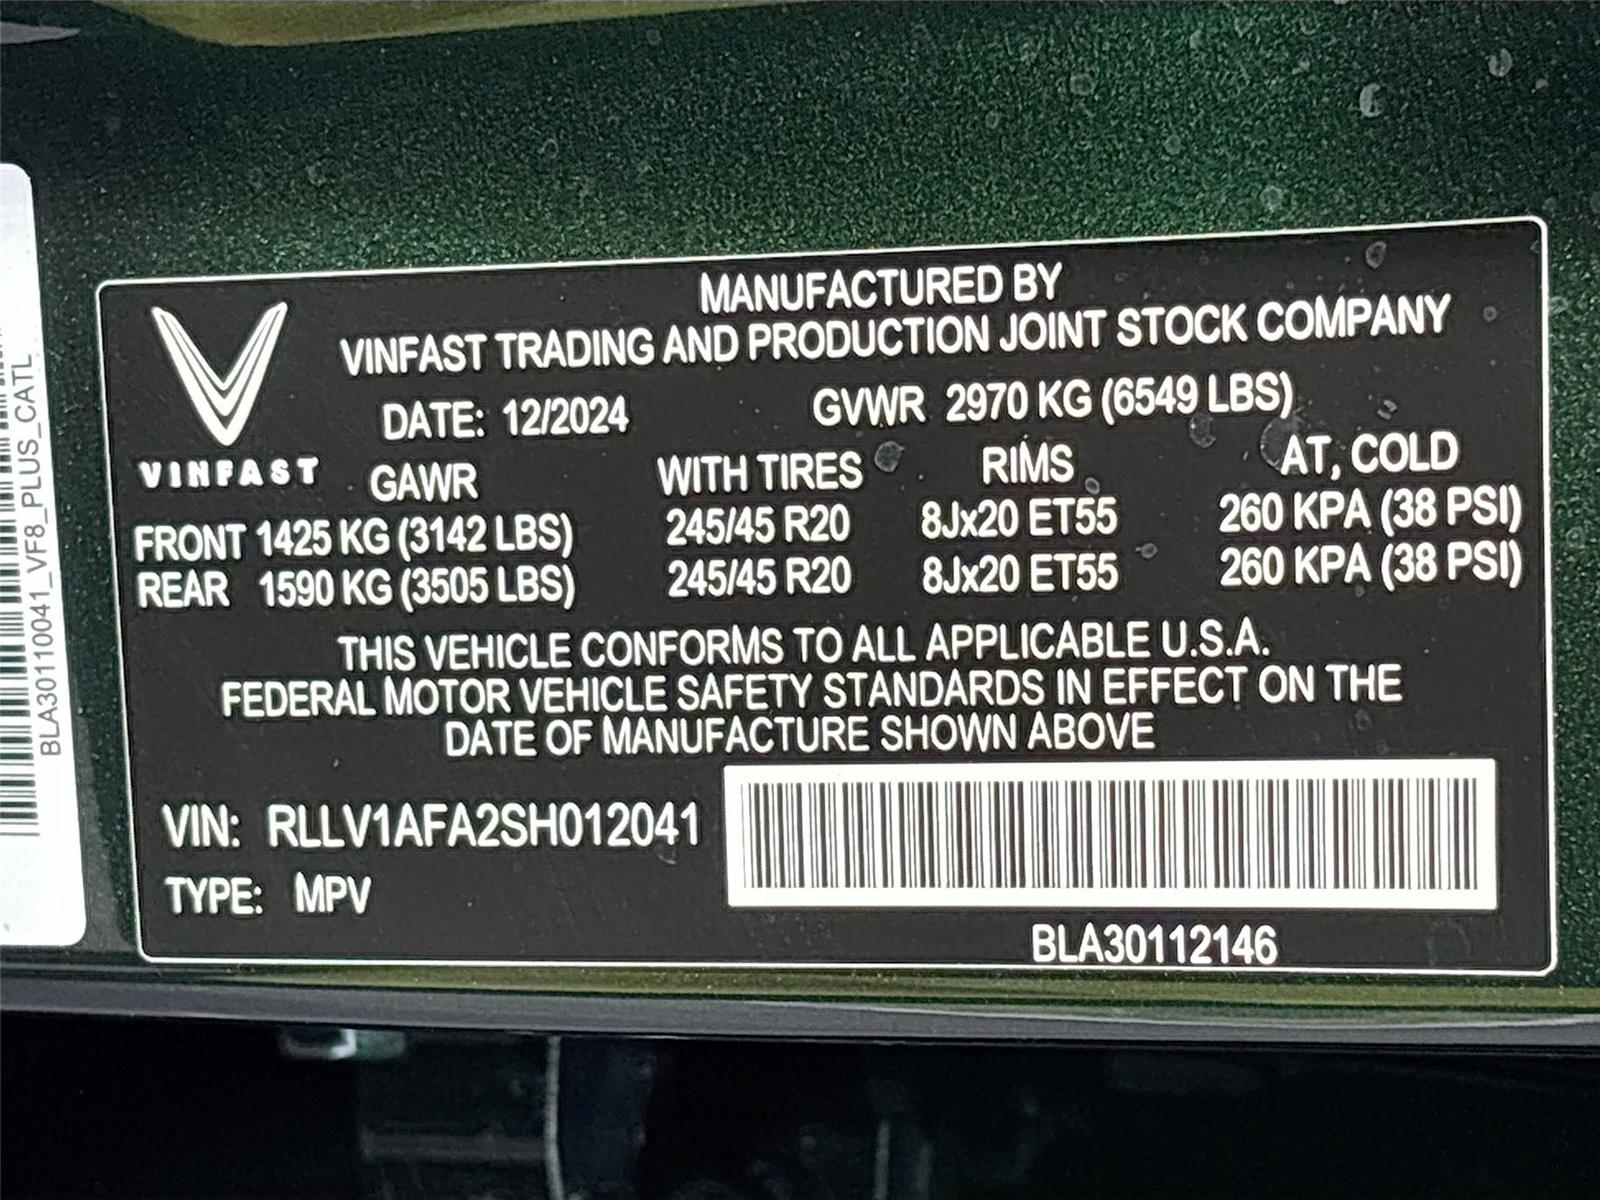 MANUFACTURED BY
VINFAST TRADING AND PRODUCTION JOINT STOCK COMPANY
DATE: 12/2024 GVWR 2970 KG (6549 LBS)
VINFAST
GAWR WITH TIRES RIMS AT, COLD
FRONT 1425 KG (3142 LBS) 245/45 R20 8Jx20 ET55 260 KPA (38 PSI)
REAR 1590 KG (3505 LBS) 245/45 R20 8Jx20 ET55 260 KPA (38 PSI)
THIS VEHICLE CONFORMS TO ALL APPLICABLE U.S.A.
FEDERAL MOTOR VEHICLE SAFETY STANDARDS IN EFFECT ON THE
DATE OF MANUFACTURE SHOWN ABOVE
VIN: RLLV1AFA2SH012041
TYPE: MPV
BLA30112146
BLA30110041_VF8_PLUS_CATL